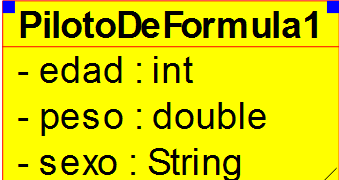 PilotoDeFormula1
- edad : int
- peso : double
- sexo : String